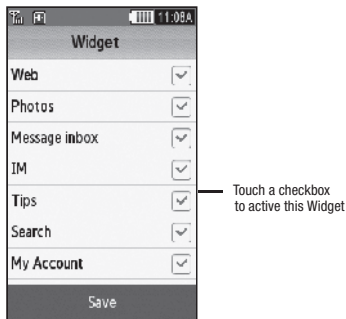 11:08A
Widget
Web
Photos
Message inbox
IM
Tips
Search
My Account
Save
Touch a checkbox
to active this Widget